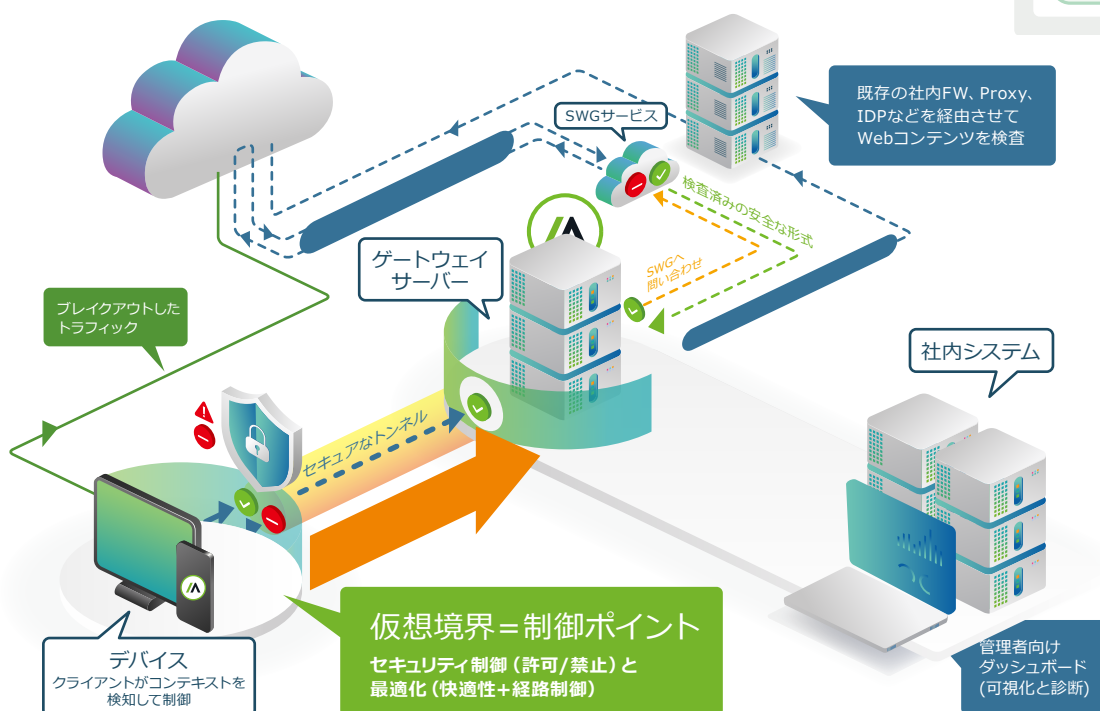 SWGサービス
既存の社内FW、Proxy、
IDPなどを経由させて
Webコンテンツを検査
検査済みの安全な形式
SWGへ
問い合わせ
ゲートウェイ
サーバー
ブレイクアウトした
トラフィック
社内システム
セキュアなトンネル
仮想境界=制御ポイント
セキュリティ制御(許可/禁止)と
最適化(快適性+経路制御)
デバイス
クライアントがコンテキストを
検知して制御
管理者向け
ダッシュボード
(可視化と診断)